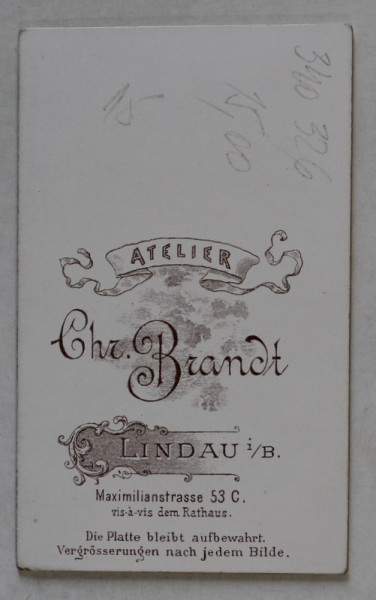 340 326
15,00
15
ATELIER
Chr. Brandt
LINDAU i/B.
Maximilianstrasse 53 C.
vis-à-vis dem Rathaus.
Die Platte bleibt aufbewahrt.
Vergrösserungen nach jedem Bilde.